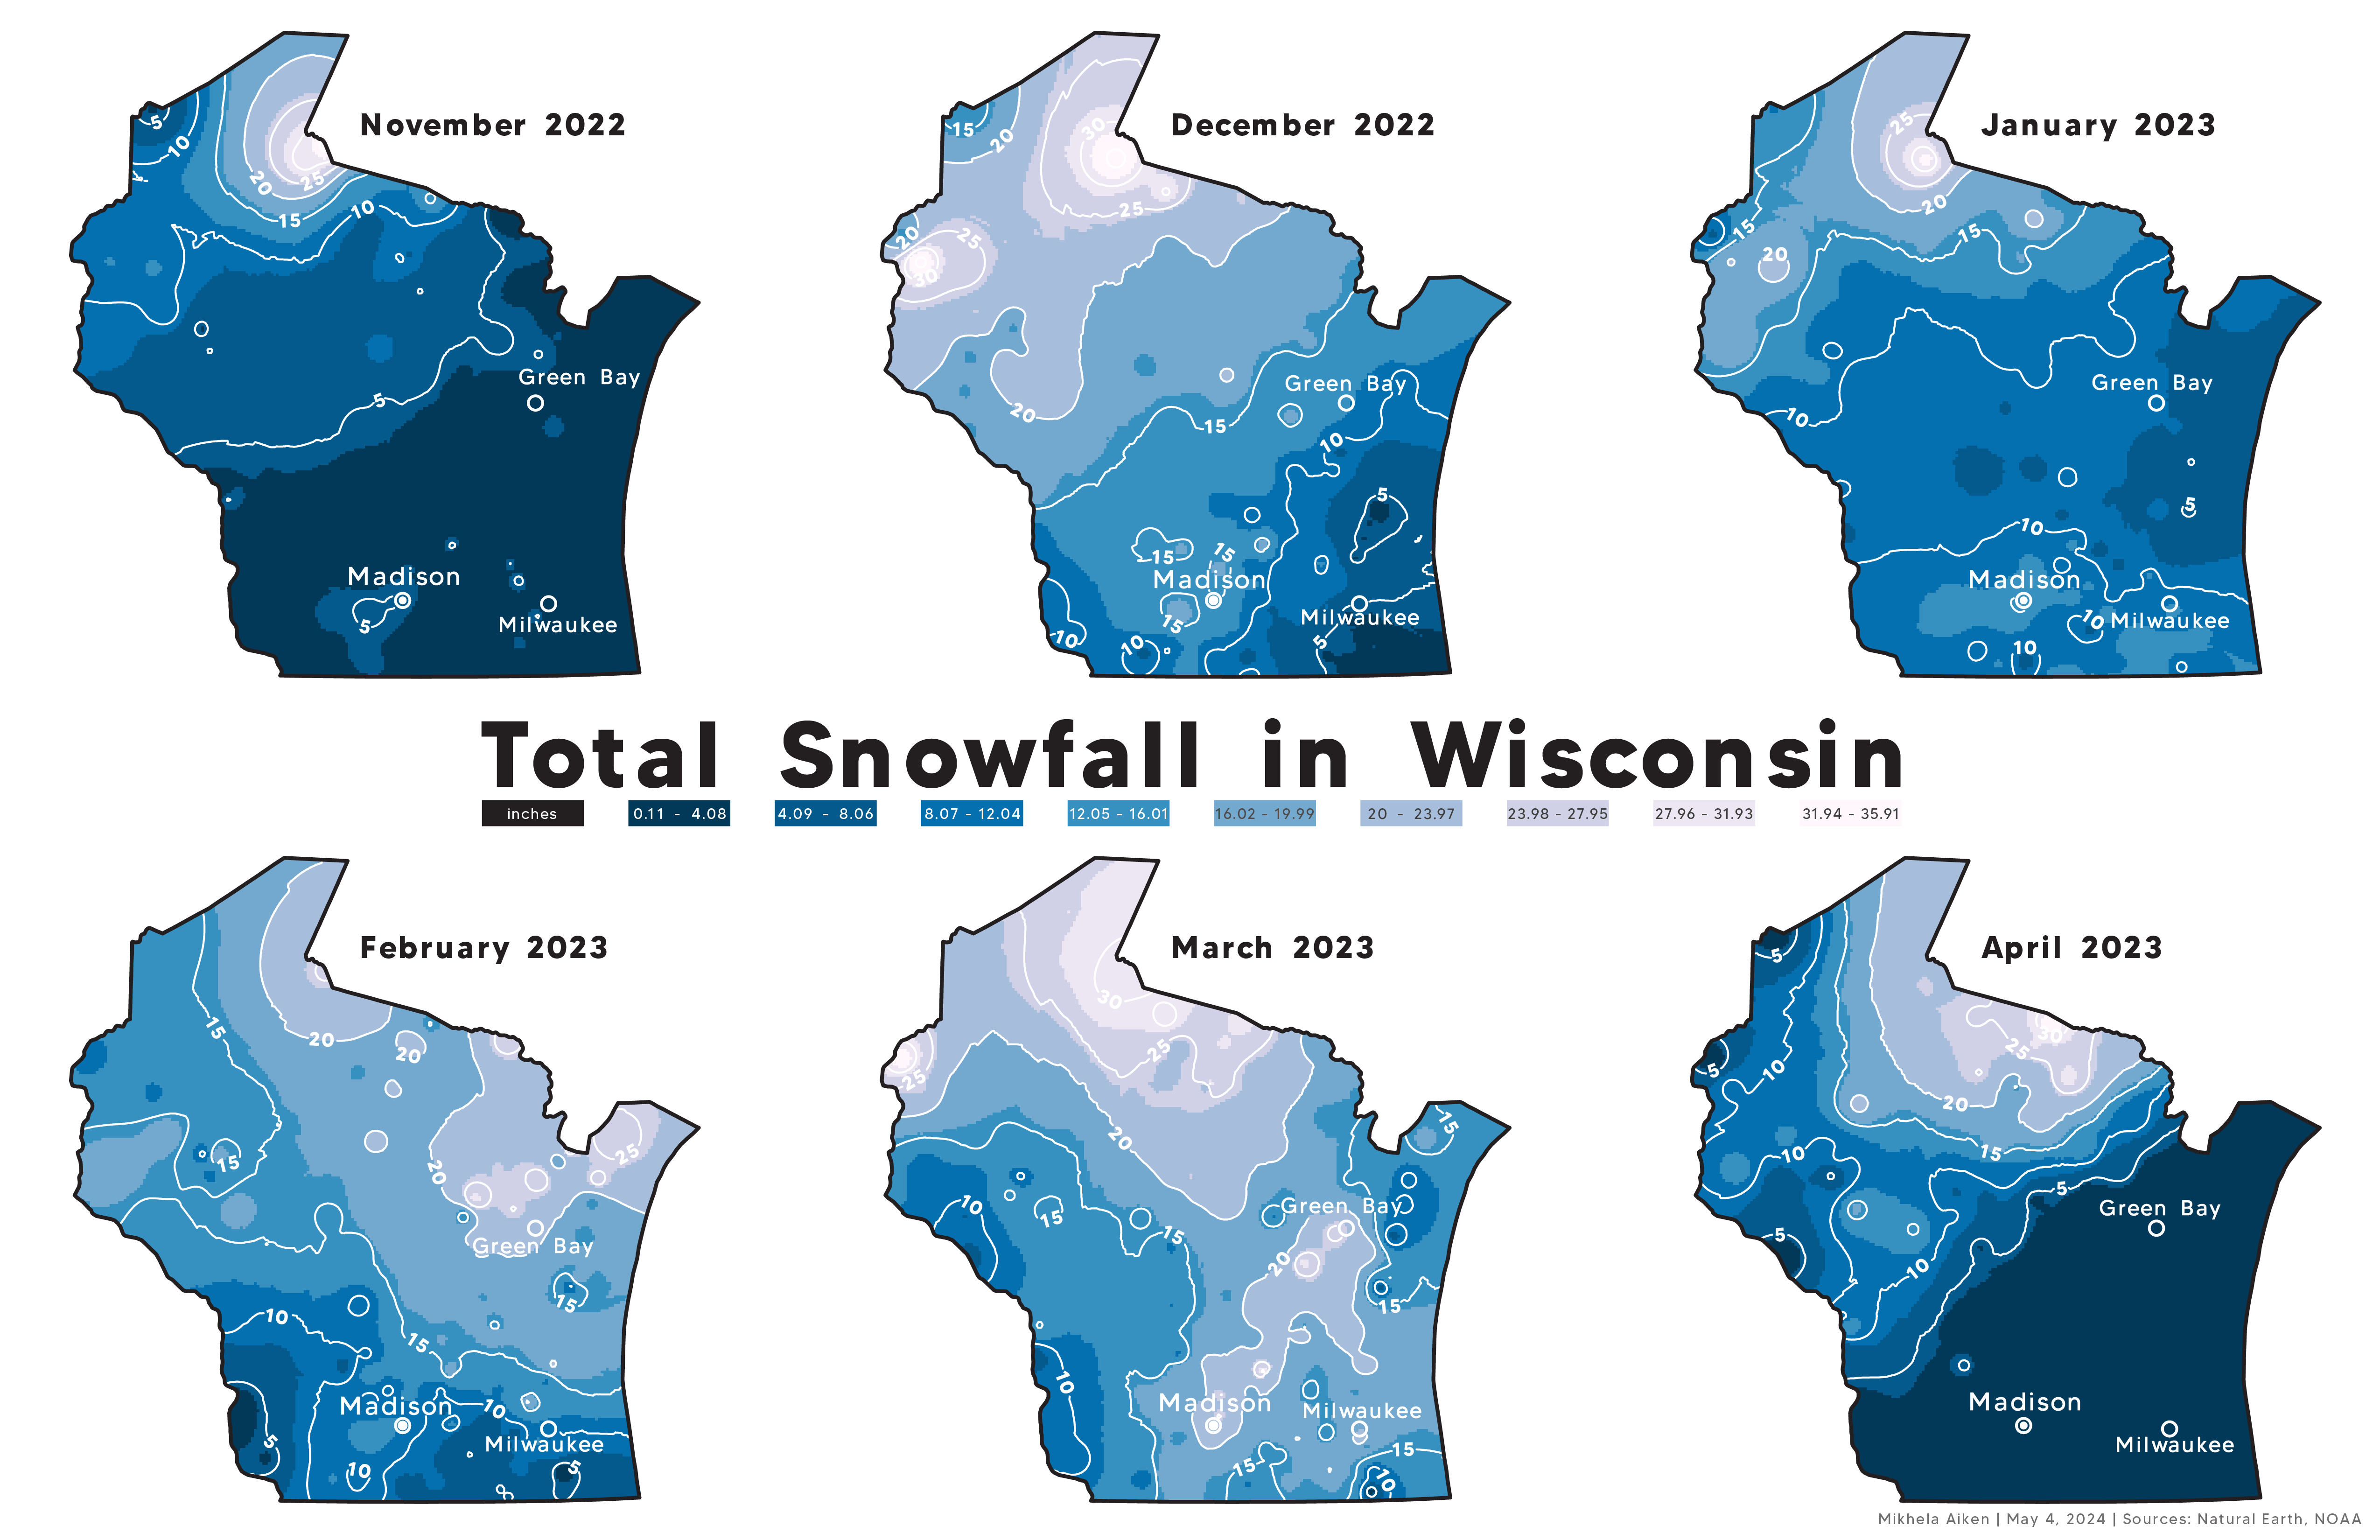 November 2022
5
10
20
25
15
10
5
Green Bay
Madison
5
Milwaukee
December 2022
15
20
30
25
20
25
30
20
15
Green Bay
10
5
15
15
Madison
15
Milwaukee
10
10
5
January 2023
25
20
15
15
20
10
Green Bay
5
10
Madison
10
Milwaukee
10
Total Snowfall in Wisconsin
inches
0.11 - 4.08
4.09 - 8.06
8.07 - 12.04
12.05 - 16.01
16.02 - 19.99
20 - 23.97
23.98 - 27.95
27.96 - 31.93
31.94 - 35.91
February 2023
15
20
20
15
20
25
Green Bay
15
10
15
Madison
10
5
Milwaukee
10
5
March 2023
30
25
25
20
15
10
15
15
Green Bay
20
15
10
Madison
Milwaukee
15
15
10
April 2023
5
5
10
30
25
20
15
10
5
5
10
Green Bay
Madison
Milwaukee
Mikhela Aiken | May 4, 2024 | Sources: Natural Earth, NOAA